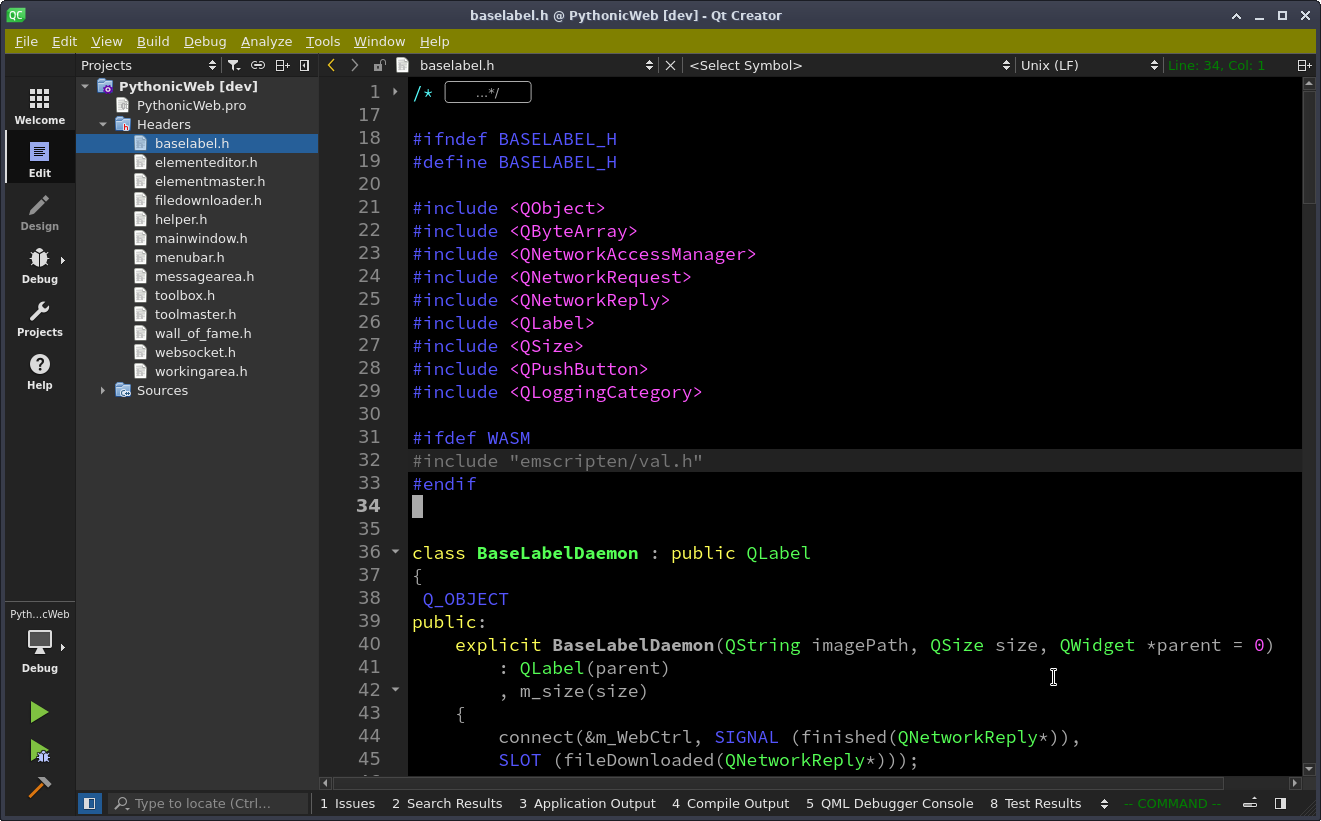 QC baselabel.h @ PythonicWeb [dev] - Qt Creator
File Edit View Build Debug Analyze Tools Window Help
Projects baselabel.h <Select Symbol> Unix (LF) Line: 34, Col: 1
Welcome
Edit
Design
Debug
Projects
Help
Pyth...cWeb
Debug
PythonicWeb [dev]
PythonicWeb.pro
Headers
baselabel.h
elementeditor.h
elementmaster.h
filedownloader.h
helper.h
mainwindow.h
menubar.h
messagearea.h
toolbox.h
toolmaster.h
wall_of_fame.h
websocket.h
workingarea.h
Sources
1 /* ...*/
17
18 #ifndef BASELABEL_H
19 #define BASELABEL_H
20
21 #include <QObject>
22 #include <QByteArray>
23 #include <QNetworkAccessManager>
24 #include <QNetworkRequest>
25 #include <QNetworkReply>
26 #include <QLabel>
27 #include <QSize>
28 #include <QPushButton>
29 #include <QLoggingCategory>
30
31 #ifdef WASM
32 #include "emscripten/val.h"
33 #endif
34
35
36 class BaseLabelDaemon : public QLabel
37 {
38 Q_OBJECT
39 public:
40 explicit BaseLabelDaemon(QString imagePath, QSize size, QWidget *parent = 0)
41 : QLabel(parent)
42 , m_size(size)
43 {
44 connect(&m_WebCtrl, SIGNAL (finished(QNetworkReply*)),
45 SLOT (fileDownloaded(QNetworkReply*)));
Type to locate (Ctrl... 1 Issues 2 Search Results 3 Application Output 4 Compile Output 5 QML Debugger Console 8 Test Results -- COMMAND --